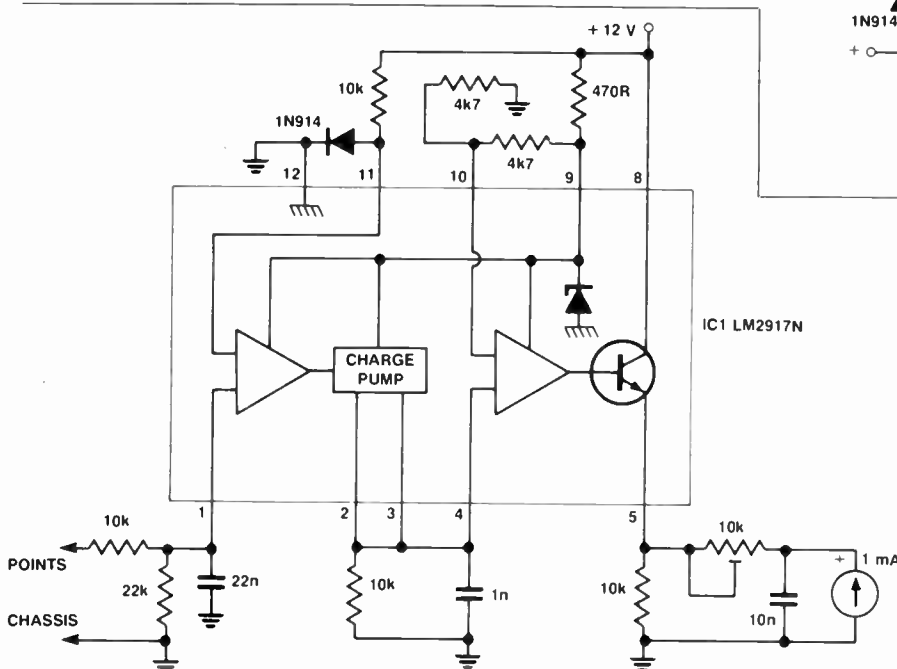 1N914
+
+ 12 V
10k
4k7
470R
1N914
4k7
12
11
10
9
8
IC1 LM2917N
CHARGE
PUMP
1
2
3
4
5
10k
POINTS
22k
22n
CHASSIS
10k
1n
10k
10k
10n
+
1 mA